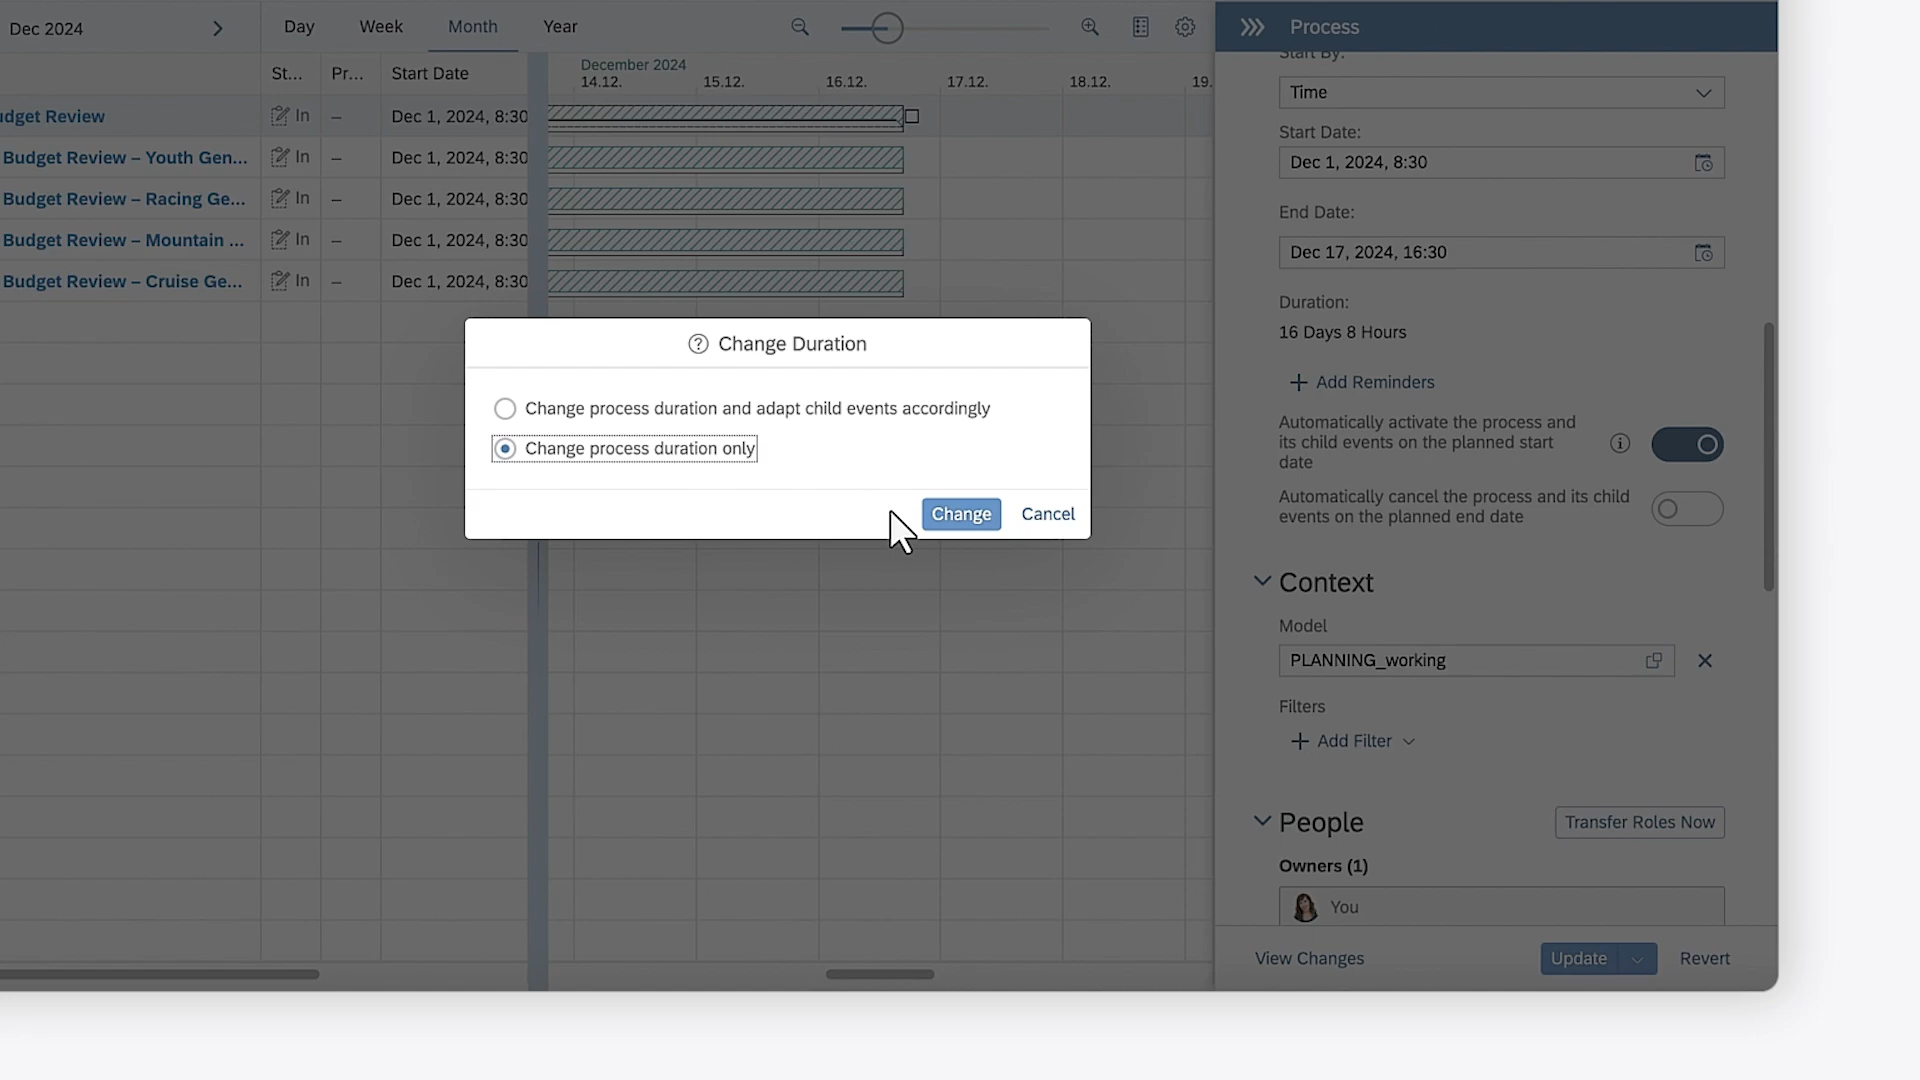 Dec 2024
Day Week Month Year
Process
Start By:
St... Pr... Start Date
December 2024
14.12. 15.12. 16.12. 17.12. 18.12. 19.
Budget Review In – Dec 1, 2024, 8:30
Budget Review – Youth Gen... In – Dec 1, 2024, 8:30
Budget Review – Racing Ge... In – Dec 1, 2024, 8:30
Budget Review – Mountain ... In – Dec 1, 2024, 8:30
Budget Review – Cruise Ge... In – Dec 1, 2024, 8:30
Change Duration
Change process duration and adapt child events accordingly
Change process duration only
Change Cancel
Time
Start Date:
Dec 1, 2024, 8:30
End Date:
Dec 17, 2024, 16:30
Duration:
16 Days 8 Hours
Add Reminders
Automatically activate the process and
its child events on the planned start
date
Automatically cancel the process and its child
events on the planned end date
Context
Model
PLANNING_working
Filters
Add Filter
People
Transfer Roles Now
Owners (1)
You
View Changes Update Revert